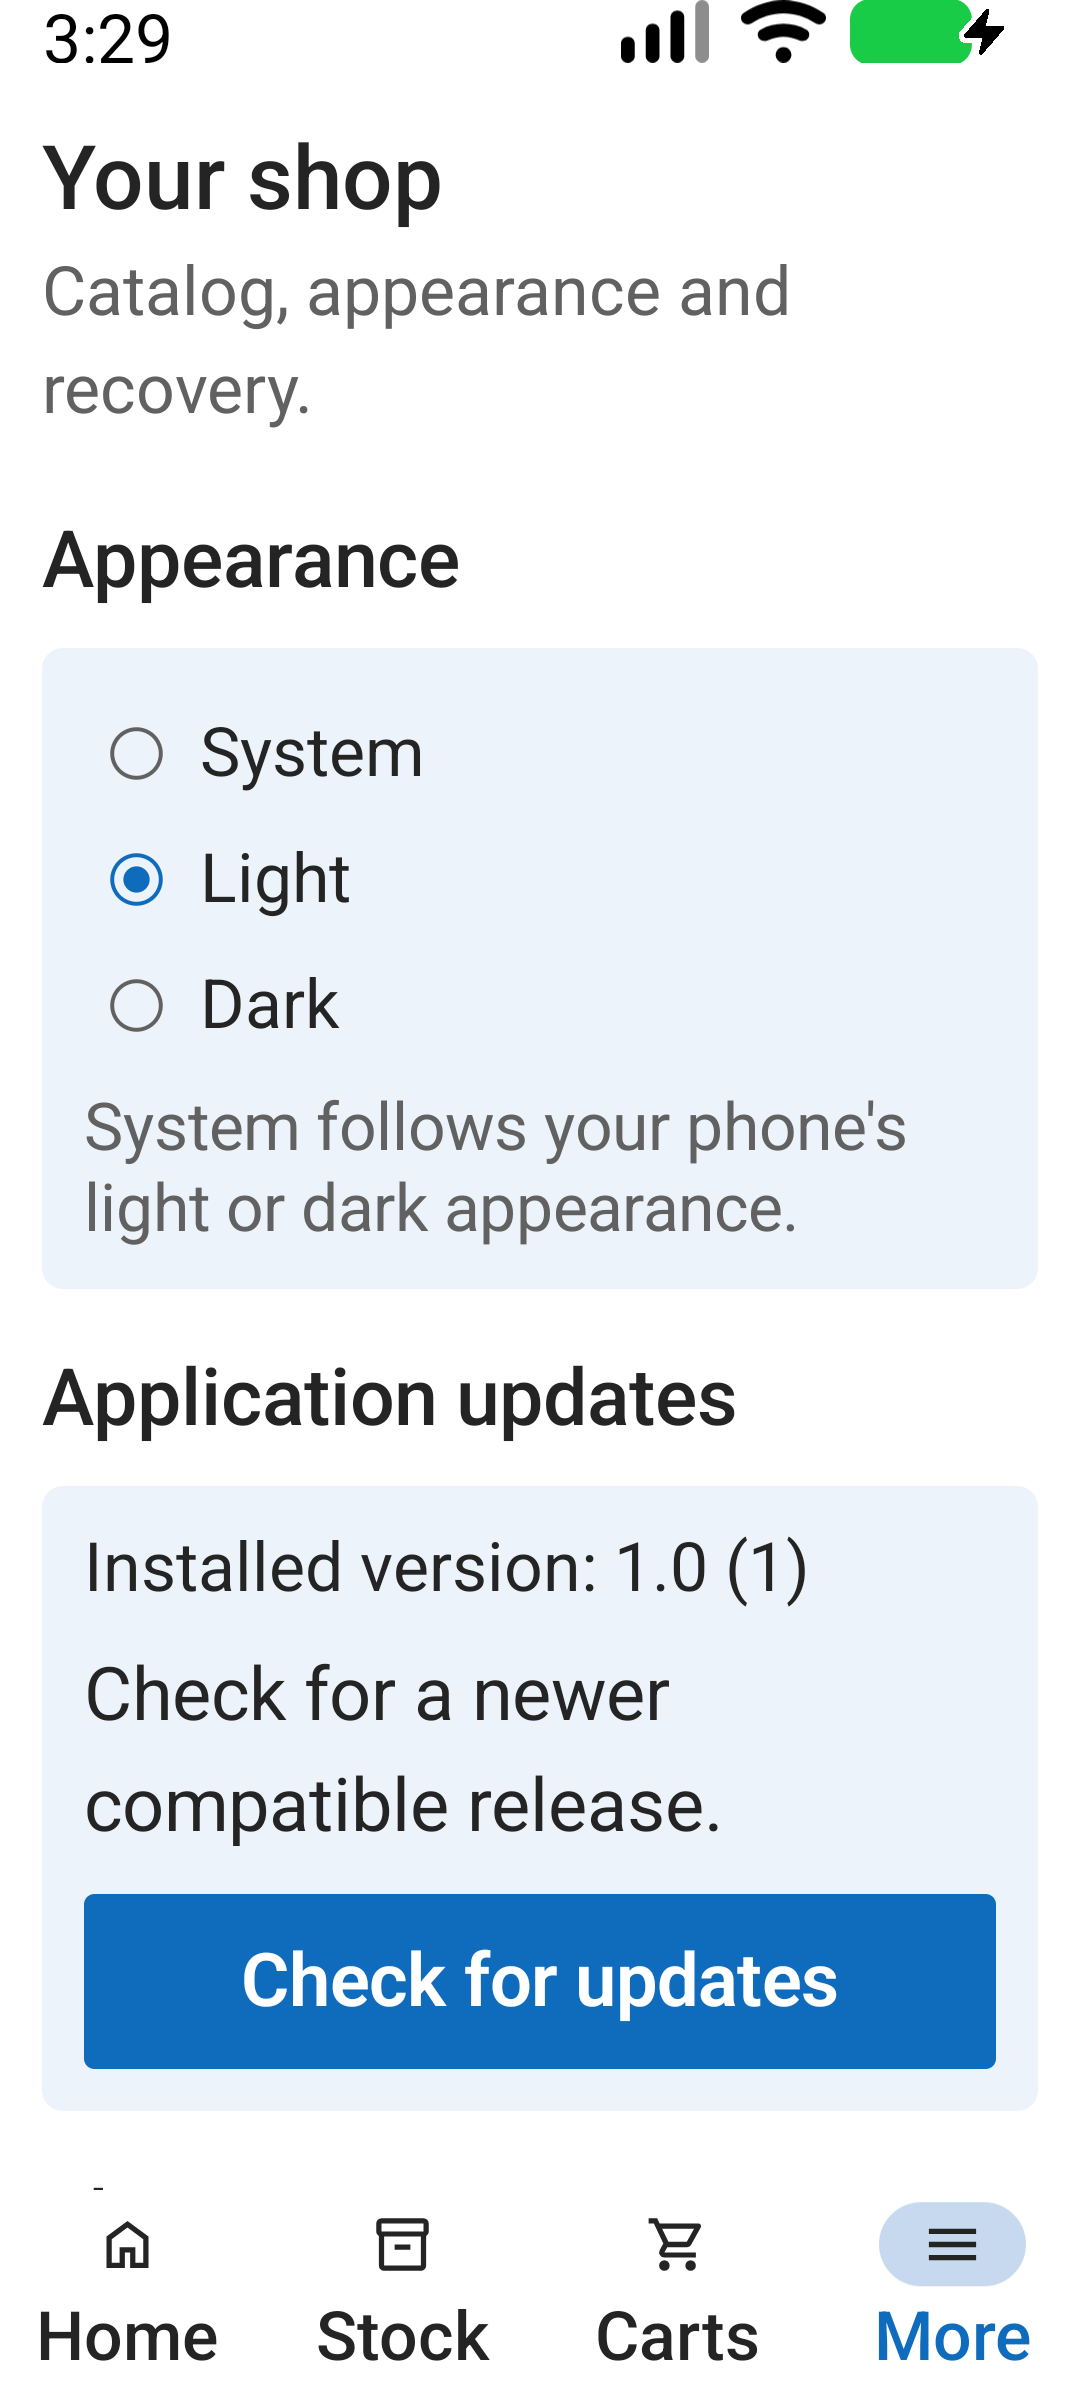 3:29
Your shop
Catalog, appearance and
recovery.
Appearance
System
Light
Dark
System follows your phone's
light or dark appearance.
Application updates
Installed version: 1.0 (1)
Check for a newer
compatible release.
Check for updates
Home
Stock
Carts
More